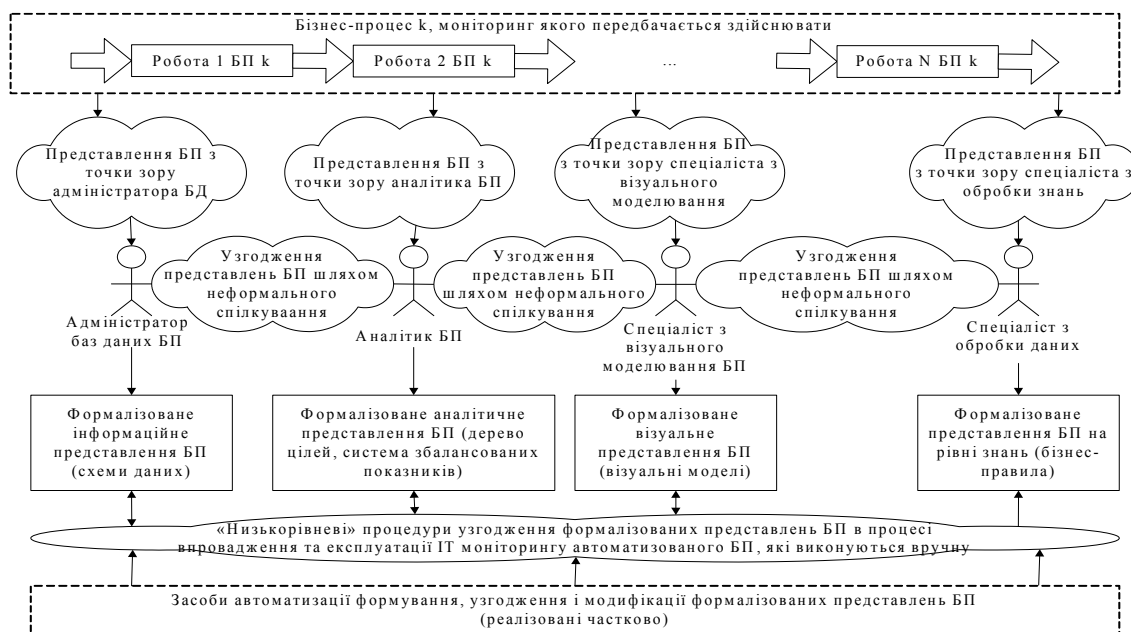 Бізнес-процес k, моніторинг якого передбачається здійснювати
Робота 1 БП k
Робота 2 БП k
...
Робота N БП k
Представлення БП з
точки зору
адміністратора БД
Представлення БП з
точки зору аналітика БП
Представлення БП
з точки зору спеціаліста з
візуального
моделювання
Представлення БП
з точки зору спеціаліста з
обробки знань
Узгодження
представлень БП шляхом
неформального
спілкуваання
Узгодження
представлень БП
шляхом неформального
спілкування
Узгодження
представлень БП шляхом
неформального
спілкування
Адміністратор
баз даних БП
Аналітик БП
Спеціаліст з
візуального
моделювання БП
Спеціаліст з
обробки даних
Формалізоване
інформаційне
представлення БП
(схеми даних)
Формалізоване аналітичне
представлення БП (дерево
цілей, система збалансованих
показників)
Формалізоване
візуальне
представлення БП
(візуальні моделі)
Формалізоване
представлення БП на
рівні знань (бізнес-
правила)
«Низькорівневі» процедури узгодження формалізованих представлень БП в процесі
впровадження та експлуатації ІТ моніторингу автоматизованого БП, які виконуються вручну
Засоби автоматизації формування, узгодження і модифікації формалізованих представлень БП
(реалізовані частково)